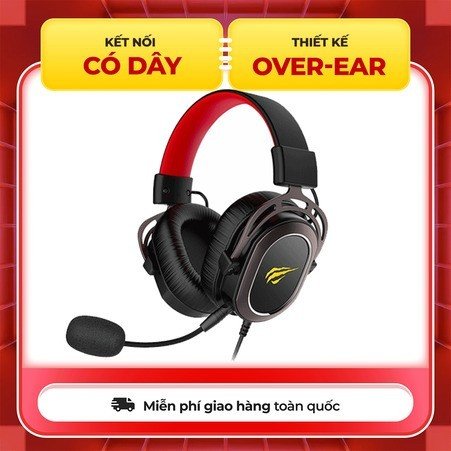 KẾT NỐI
CÓ DÂY
THIẾT KẾ
OVER-EAR
Miễn phí giao hàng toàn quốc